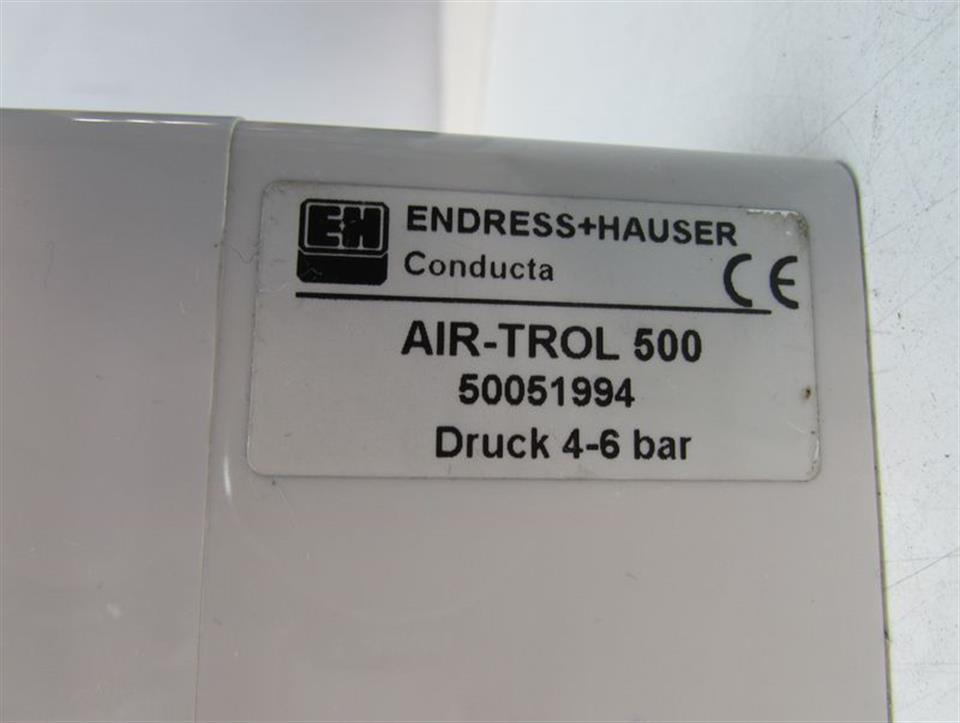 E+H ENDRESS+HAUSER
Conducta CE
AIR-TROL 500
50051994
Druck 4-6 bar